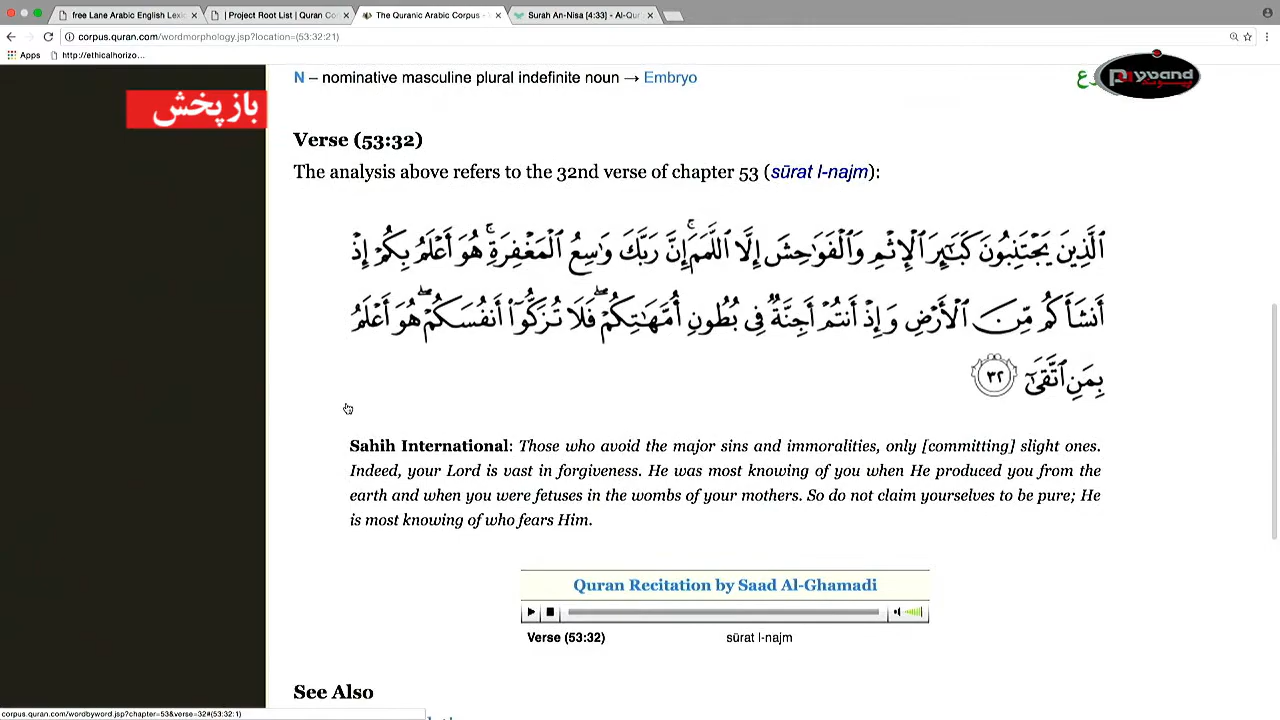 free Lane Arabic English Lexic
| Project Root List | Quran Co
The Quranic Arabic Corpus -
Surah An-Nisa [4:33] - Al-Qur
corpus.quran.com/wordmorphology.jsp?location=(53:32:21)
Apps
http://ethicalhorizo...
N – nominative masculine plural indefinite noun → Embryo
Payvand
بازپخش
Verse (53:32)
The analysis above refers to the 32nd verse of chapter 53 (sūrat l-najm):
ٱلَّذِينَ يَجْتَنِبُونَ كَبَٰٓئِرَ ٱلْإِثْمِ وَٱلْفَوَٰحِشَ إِلَّا ٱللَّمَمَ ۚ إِنَّ رَبَّكَ وَٰسِعُ ٱلْمَغْفِرَةِ ۚ هُوَ أَعْلَمُ بِكُمْ إِذْ
أَنشَأَكُم مِّنَ ٱلْأَرْضِ وَإِذْ أَنتُمْ أَجِنَّةٌ فِى بُطُونِ أُمَّهَٰتِكُمْ ۖ فَلَا تُزَكُّوٓا۟ أَنفُسَكُمْ ۖ هُوَ أَعْلَمُ
بِمَنِ ٱتَّقَىٰٓ ٣٢
Sahih International: Those who avoid the major sins and immoralities, only [committing] slight ones.
Indeed, your Lord is vast in forgiveness. He was most knowing of you when He produced you from the
earth and when you were fetuses in the wombs of your mothers. So do not claim yourselves to be pure; He
is most knowing of who fears Him.
Quran Recitation by Saad Al-Ghamadi
Verse (53:32)
sūrat l-najm
See Also
corpus.quran.com/wordbyword.jsp?chapter=53&verse=32#(53:32:1)